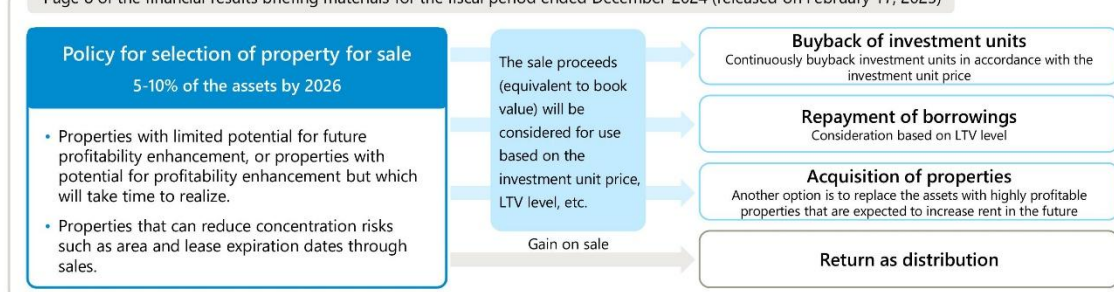 Page 6 of the financial results briefing materials for the fiscal period ended December 2024 (released on February 17, 2025)
Policy for selection of property for sale
5-10% of the assets by 2026
• Properties with limited potential for future
profitability enhancement, or properties with
potential for profitability enhancement but which
will take time to realize.
• Properties that can reduce concentration risks
such as area and lease expiration dates through
sales.
The sale proceeds
(equivalent to book
value) will be
considered for use
based on the
investment unit price,
LTV level, etc.
Gain on sale
Buyback of investment units
Continuously buyback investment units in accordance with the
investment unit price
Repayment of borrowings
Consideration based on LTV level
Acquisition of properties
Another option is to replace the assets with highly profitable
properties that are expected to increase rent in the future
Return as distribution